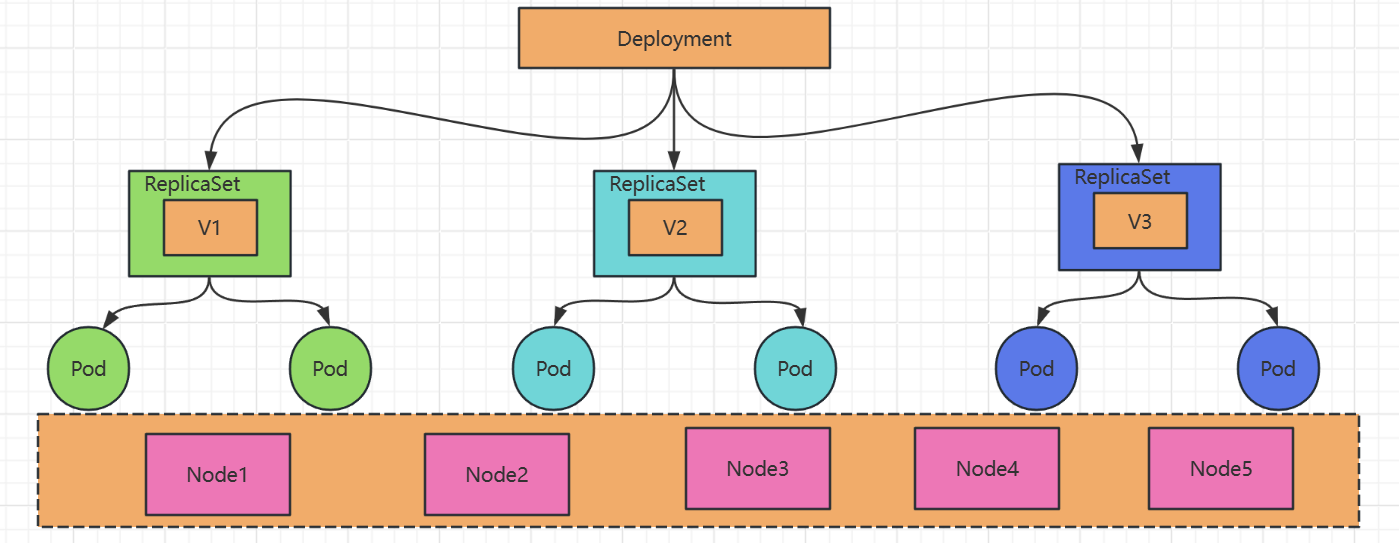 Deployment
ReplicaSet
V1
ReplicaSet
V2
ReplicaSet
V3
Pod
Pod
Pod
Pod
Pod
Pod
Node1
Node2
Node3
Node4
Node5